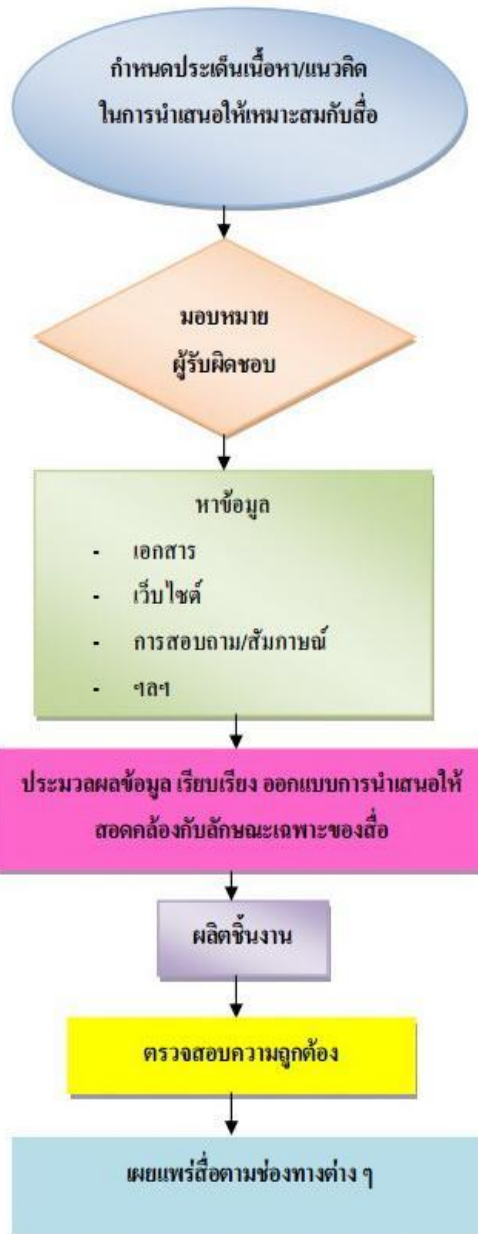 กำหนดประเด็นเนื้อหา/แนวคิด
ในการนำเสนอให้เหมาะสมกับสื่อ
มอบหมาย
ผู้รับผิดชอบ
หาข้อมูล
- เอกสาร
- เว็บไซต์
- การสอบถาม/สัมภาษณ์
- ฯลฯ
ประมวลผลข้อมูล เรียบเรียง ออกแบบการนำเสนอให้
สอดคล้องกับลักษณะเฉพาะของสื่อ
ผลิตชิ้นงาน
ตรวจสอบความถูกต้อง
เผยแพร่สื่อตามช่องทางต่าง ๆ